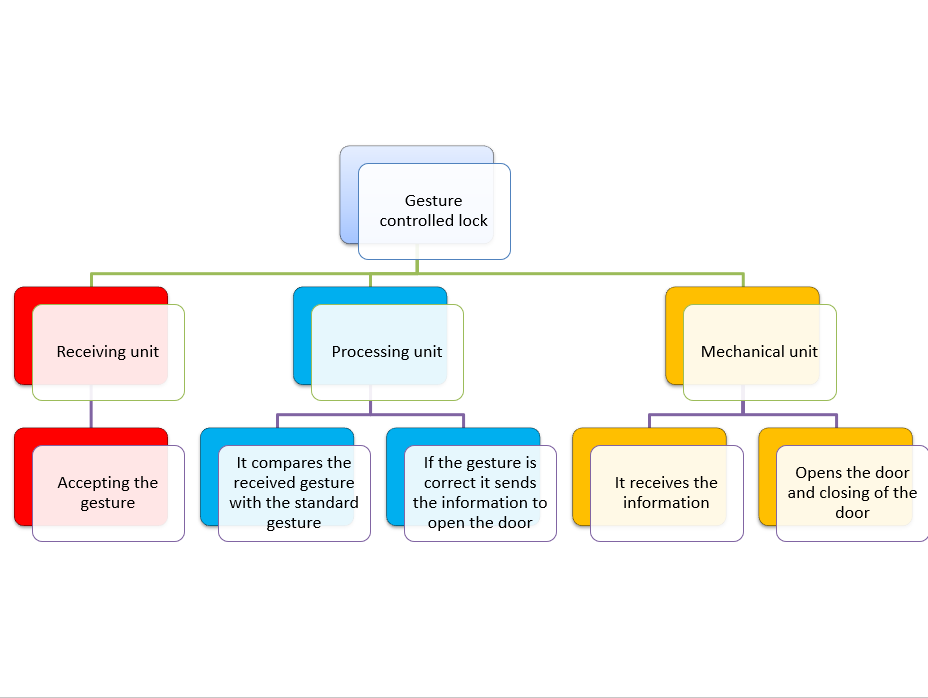 Gesture
controlled lock
Receiving unit
Processing unit
Mechanical unit
Accepting the
gesture
It compares the
received gesture
with the standard
gesture
If the gesture is
correct it sends
the information to
open the door
It receives the
information
Opens the door
and closing of the
door